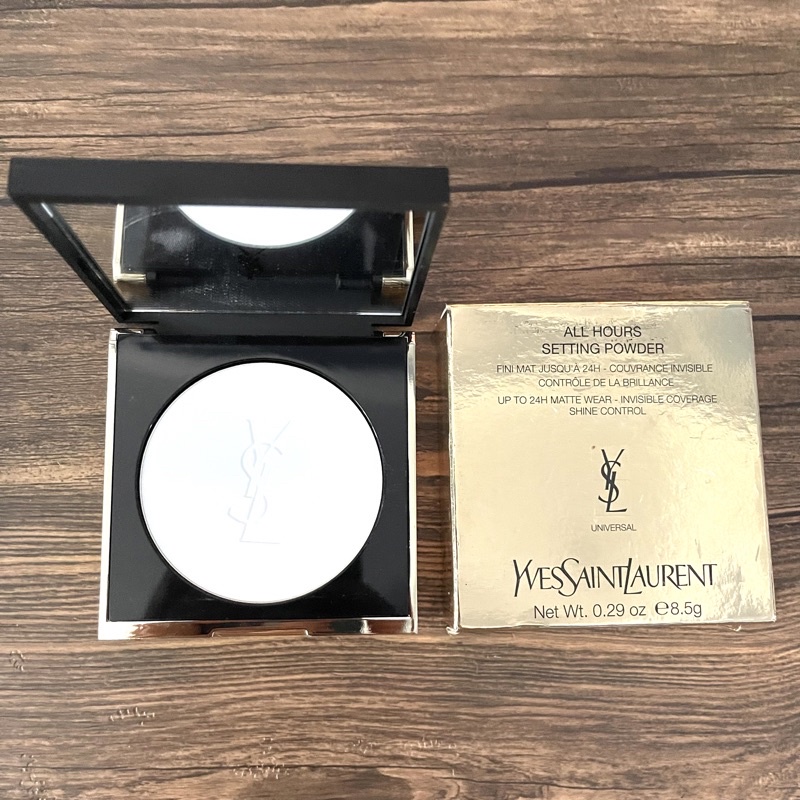 YSL
ALL HOURS
SETTING POWDER
FINI MAT JUSQU'À 24H - COUVRANCE INVISIBLE
CONTRÔLE DE LA BRILLANCE
UP TO 24H MATTE WEAR - INVISIBLE COVERAGE
SHINE CONTROL
YSL
UNIVERSAL
YVESSAINTLAURENT
Net Wt. 0.29 oz ℮8.5g